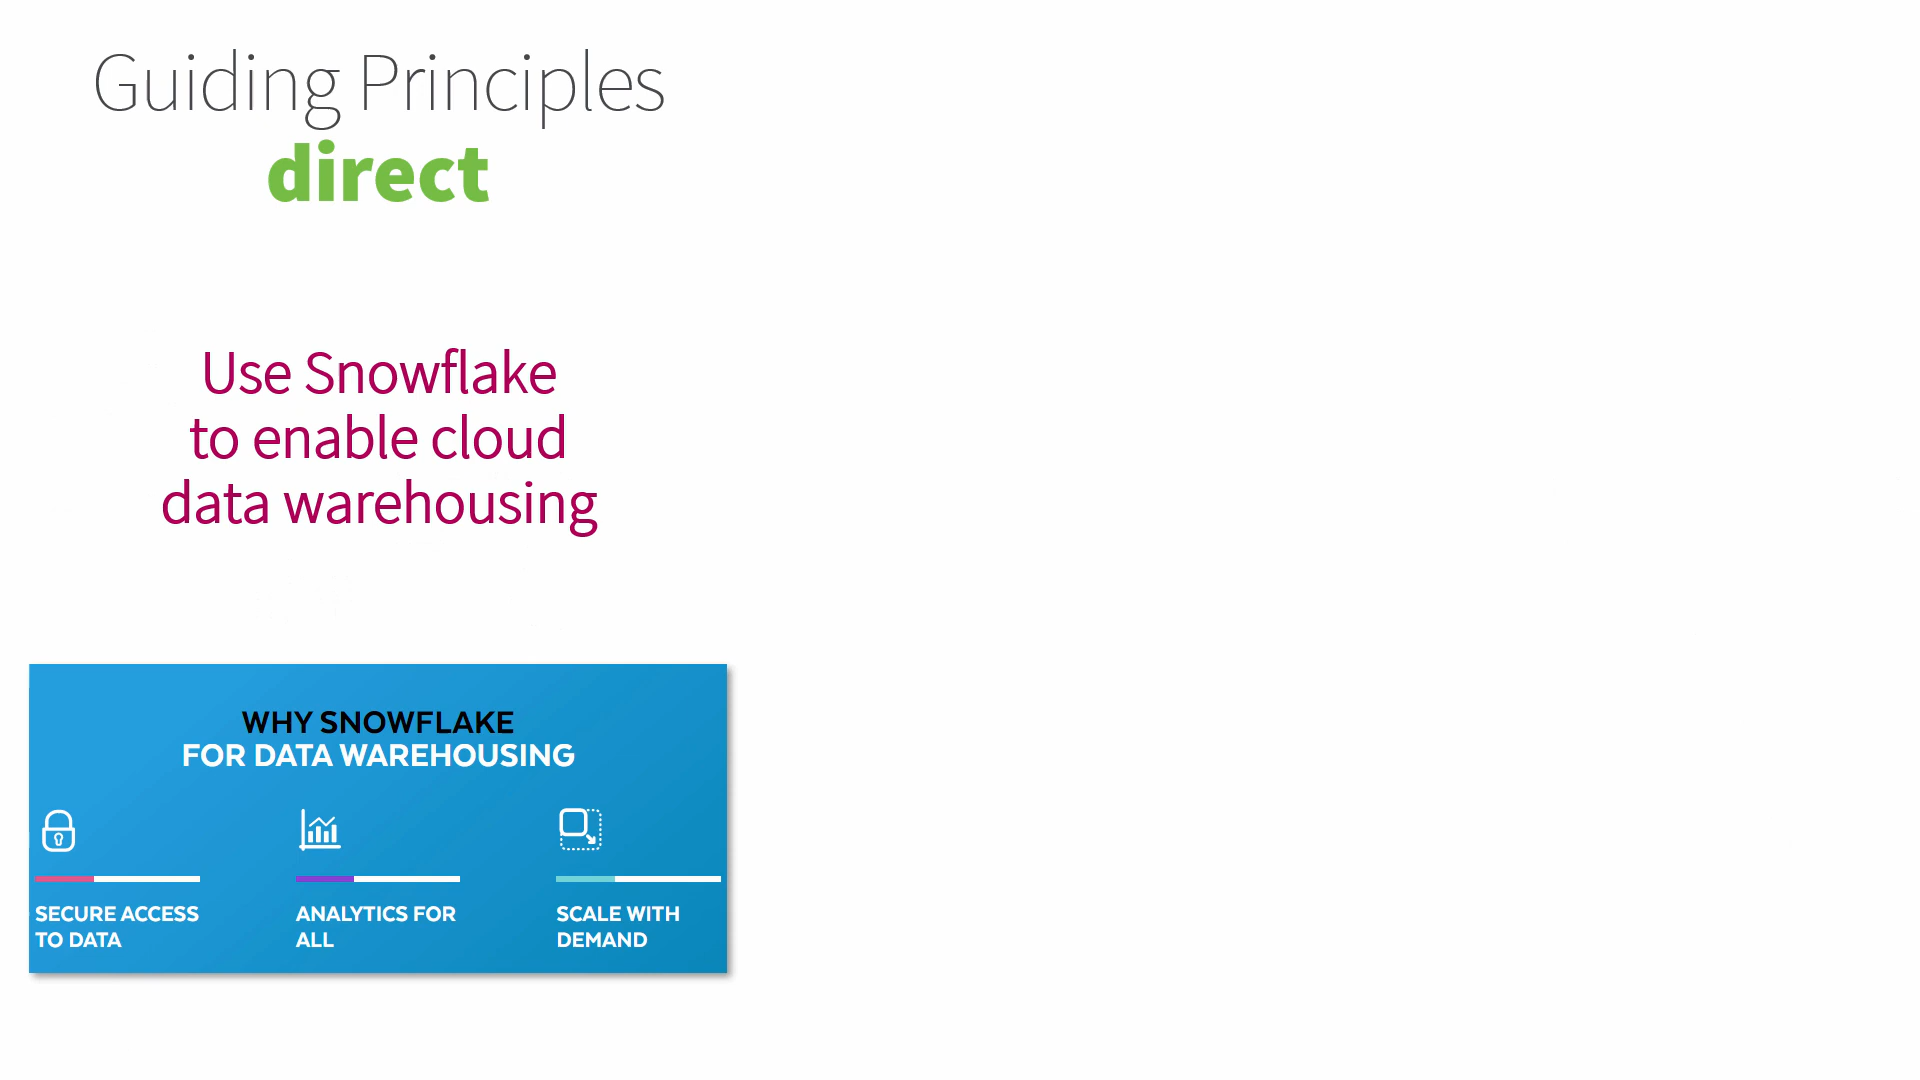 Guiding Principles
direct
Use Snowflake
to enable cloud
data warehousing
WHY SNOWFLAKE
FOR DATA WAREHOUSING
SECURE ACCESS
TO DATA
ANALYTICS FOR
ALL
SCALE WITH
DEMAND